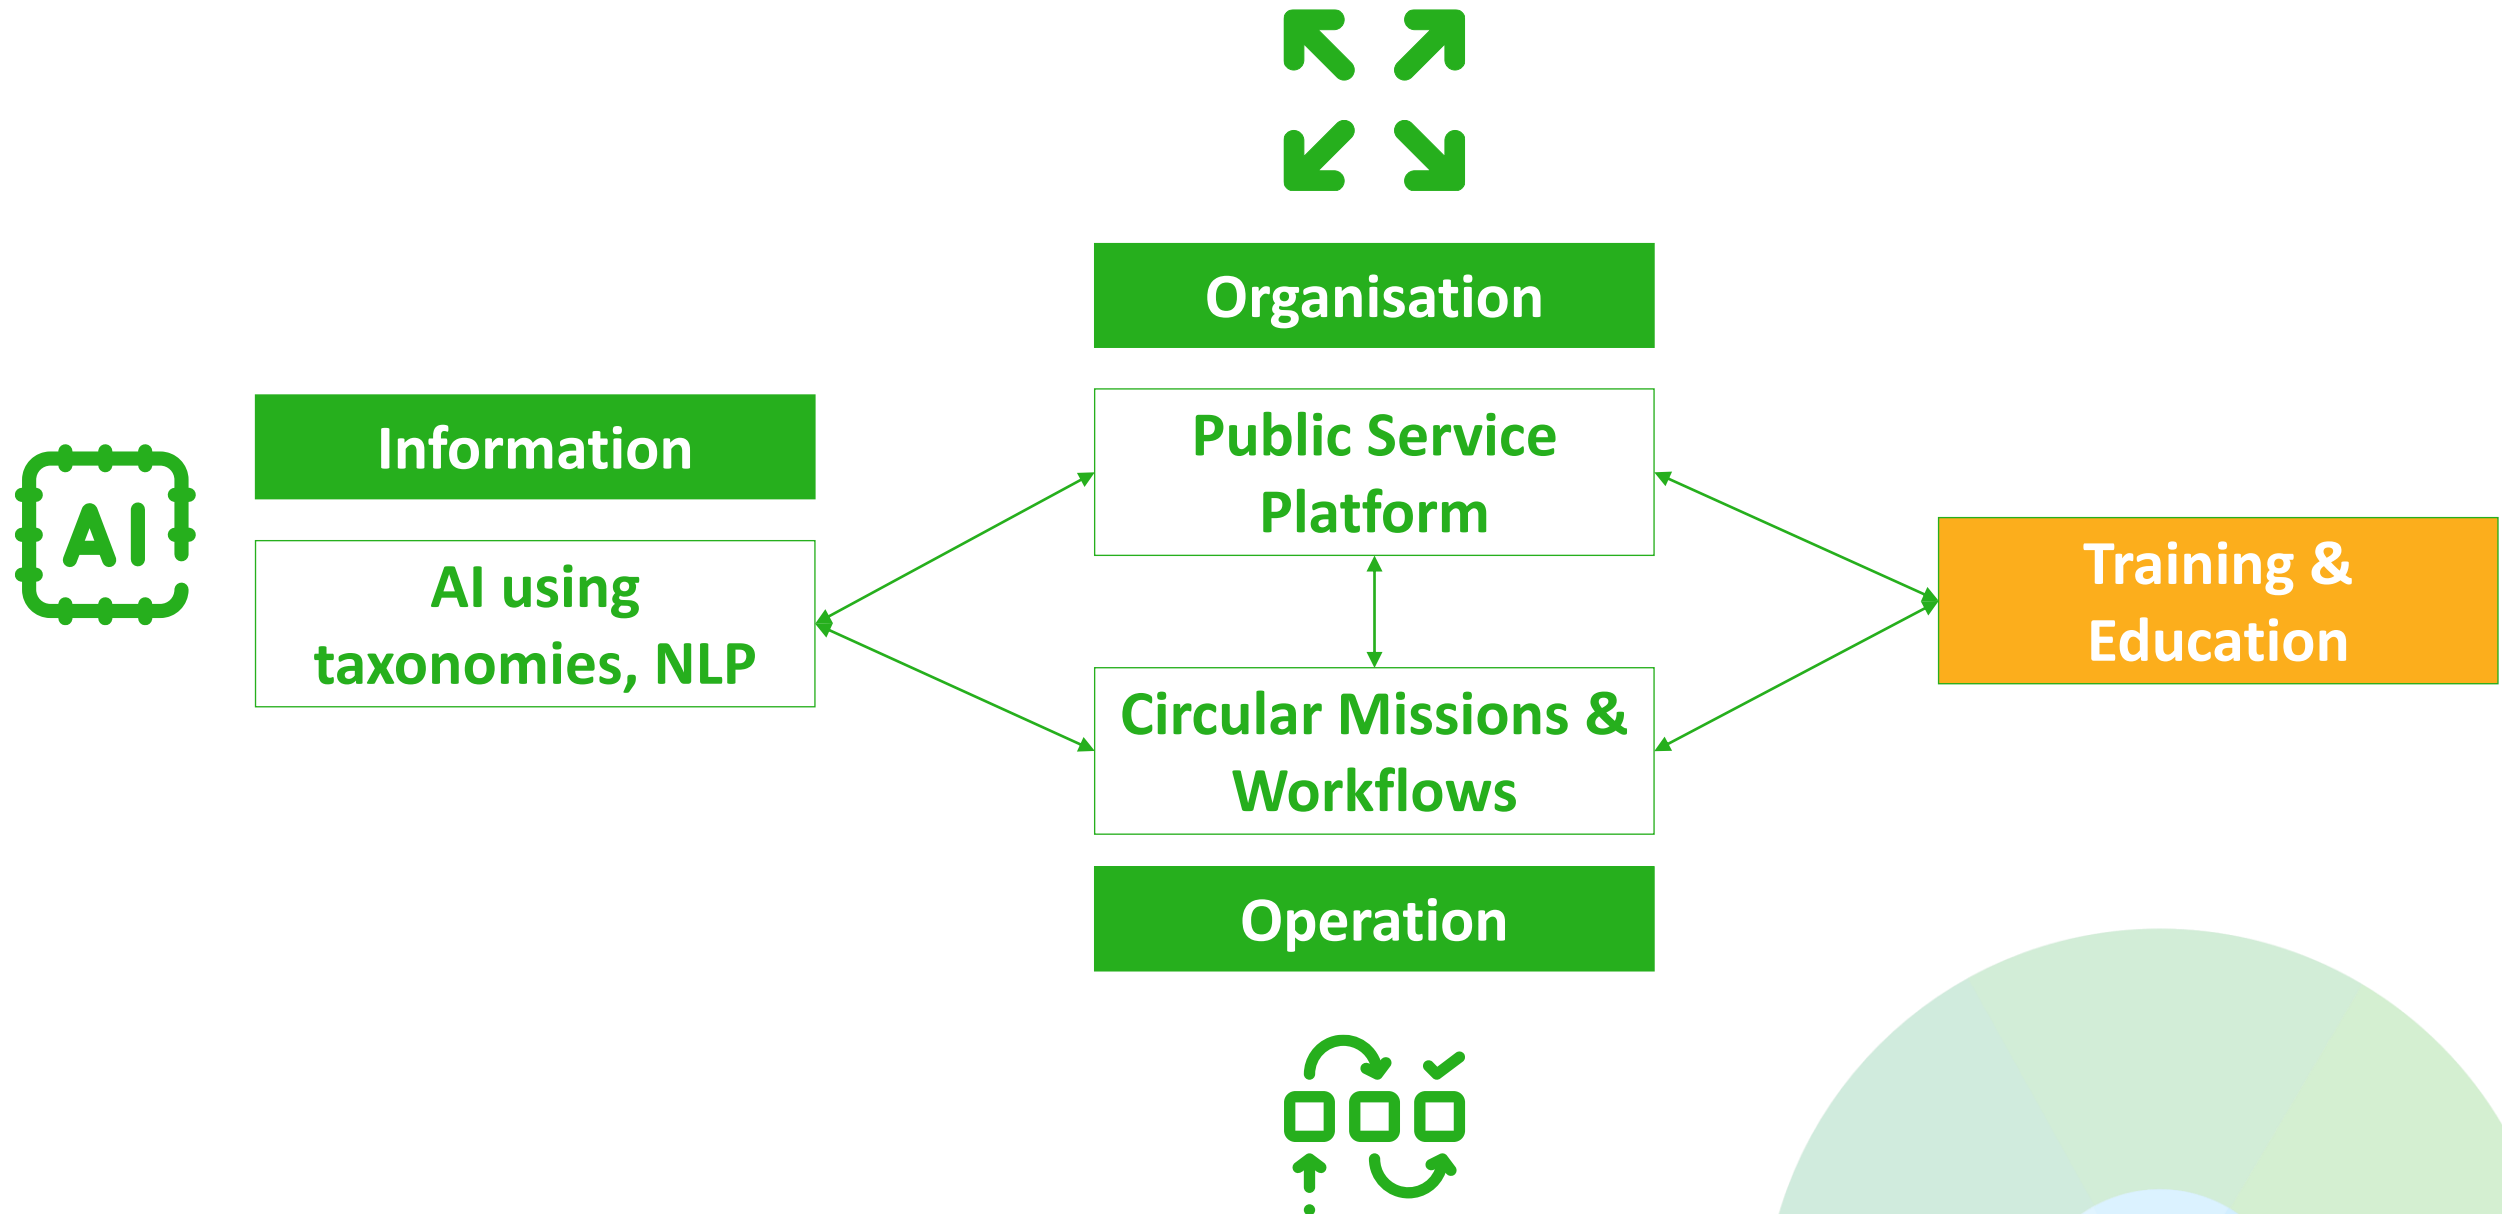 Organisation
Public Service
Platform
Information
AI
AI using
taxonomies, NLP
Training &
Education
Circular Missions &
Workflows
Operation